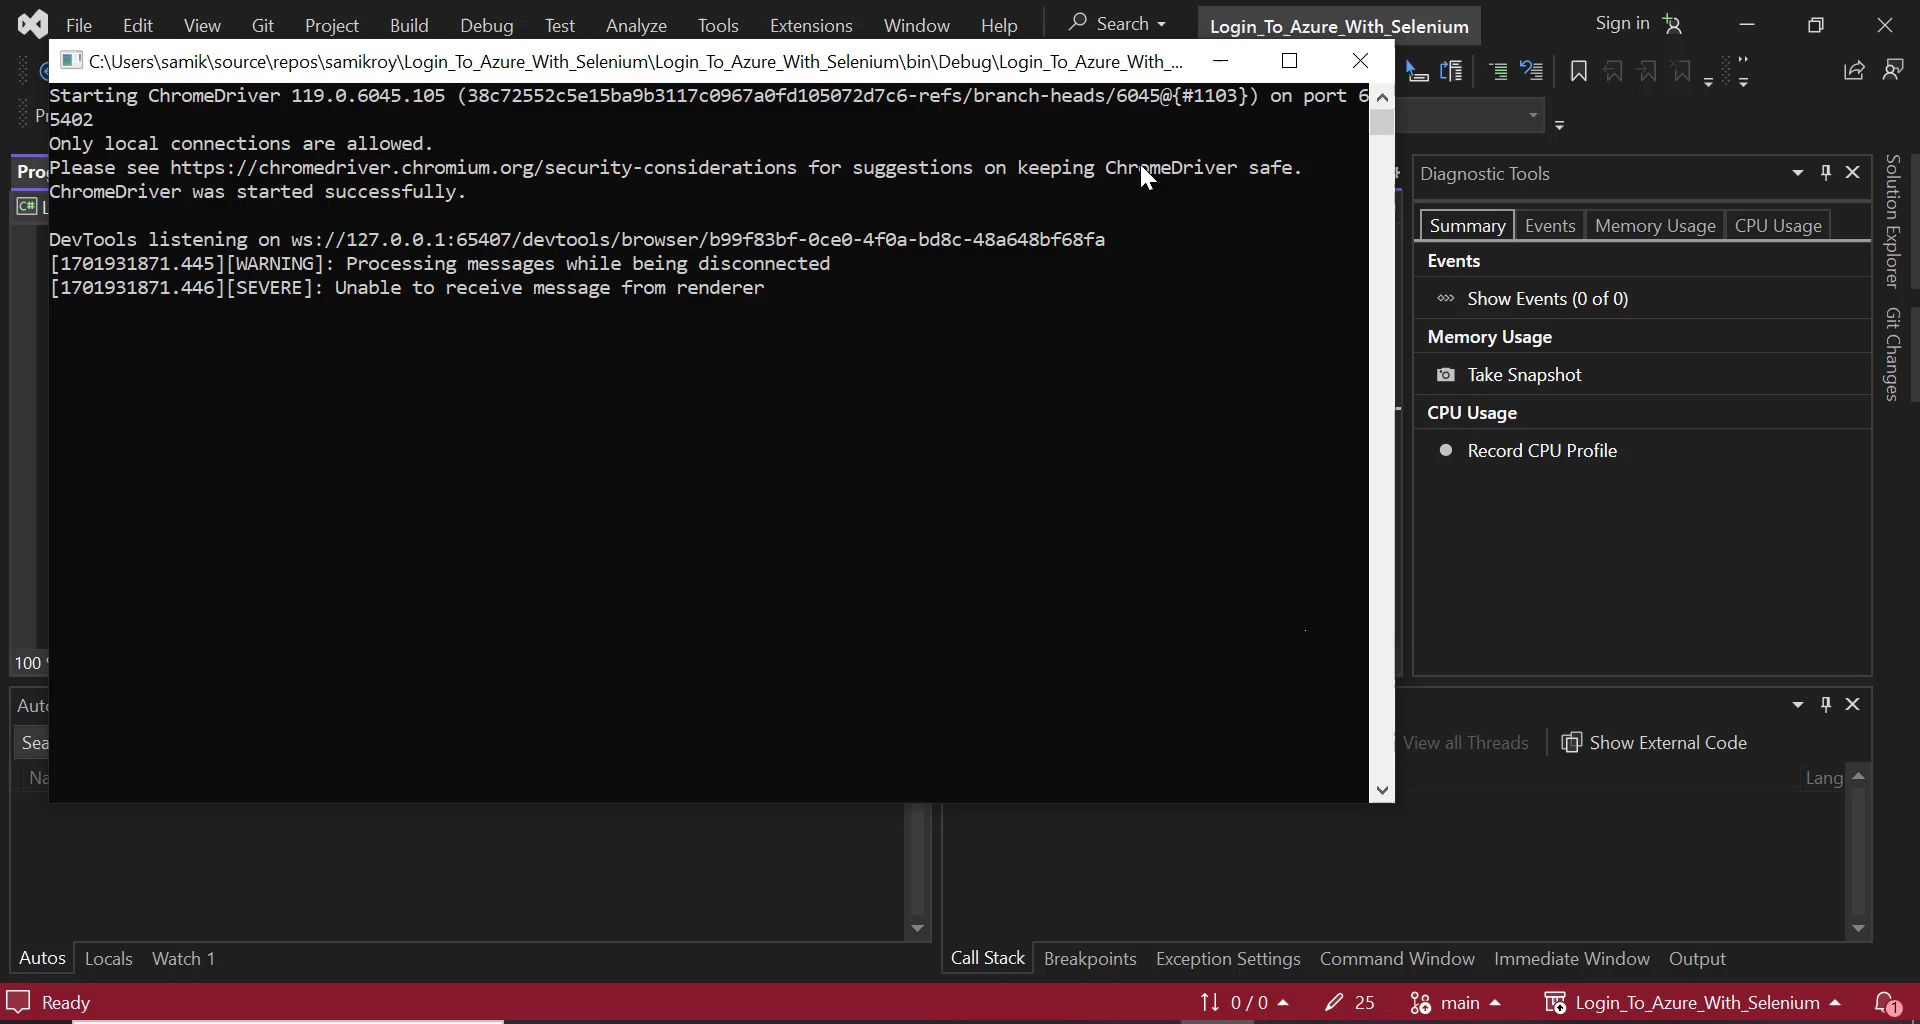 File Edit View Git Project Build Debug Test Analyze Tools Extensions Window Help Search Login_To_Azure_With_Selenium Sign in
C:\Users\samik\source\repos\samikroy\Login_To_Azure_With_Selenium\Login_To_Azure_With_Selenium\bin\Debug\Login_To_Azure_With_...
Starting ChromeDriver 119.0.6045.105 (38c72552c5e15ba9b3117c0967a0fd105072d7c6-refs/branch-heads/6045@{#1103}) on port 6
5402
Only local connections are allowed.
Please see https://chromedriver.chromium.org/security-considerations for suggestions on keeping ChromeDriver safe.
ChromeDriver was started successfully.
DevTools listening on ws://127.0.0.1:65407/devtools/browser/b99f83bf-0ce0-4f0a-bd8c-48a648bf68fa
[1701931871.445][WARNING]: Processing messages while being disconnected
[1701931871.446][SEVERE]: Unable to receive message from renderer
Pr
Pro
C# L
100 %
Diagnostic Tools
Summary Events Memory Usage CPU Usage
Events
Show Events (0 of 0)
Memory Usage
Take Snapshot
CPU Usage
Record CPU Profile
Solution Explorer
Git Changes
Auto
Sea
Na
View all Threads Show External Code
Lang
Autos Locals Watch 1
Call Stack Breakpoints Exception Settings Command Window Immediate Window Output
Ready 0 / 0 25 main Login_To_Azure_With_Selenium 1